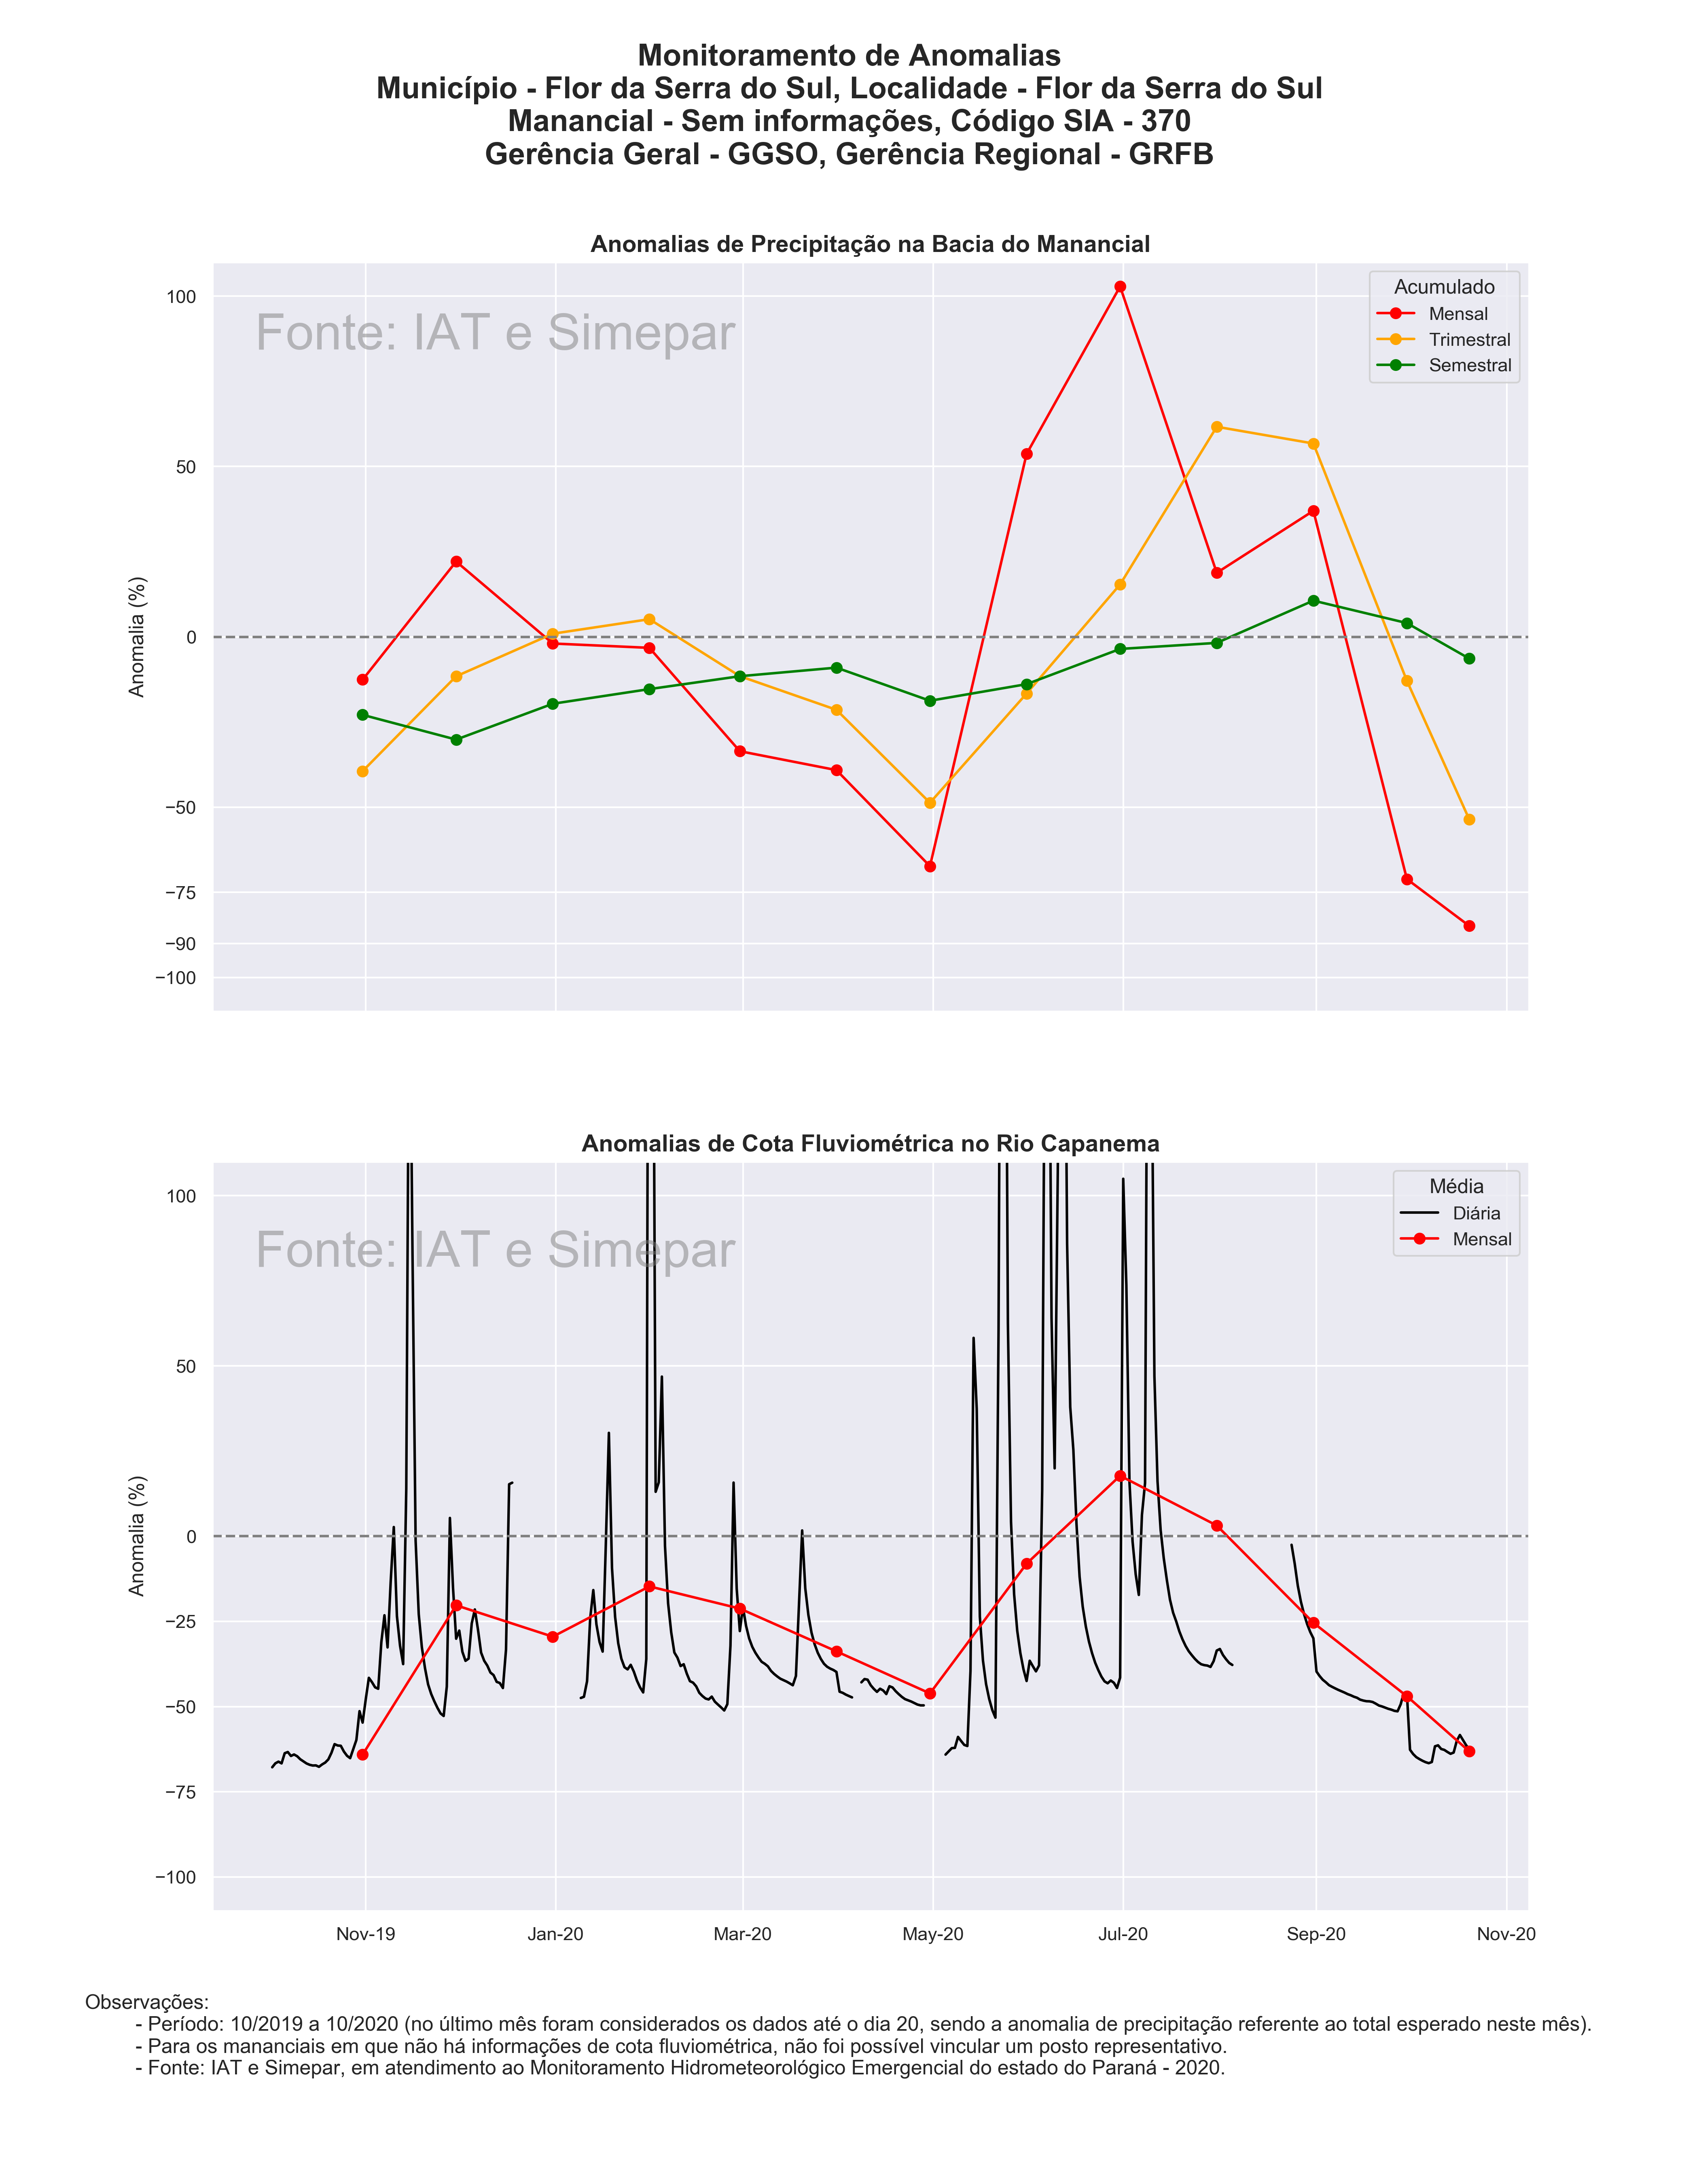 Monitoramento de Anomalias
Município - Flor da Serra do Sul, Localidade - Flor da Serra do Sul
Manancial - Sem informações, Código SIA - 370
Gerência Geral - GGSO, Gerência Regional - GRFB
Anomalias de Precipitação na Bacia do Manancial
Fonte: IAT e Simepar
Acumulado
Mensal
Trimestral
Semestral
Anomalia (%)
100
50
0
−50
−75
−90
−100
Anomalias de Cota Fluviométrica no Rio Capanema
Fonte: IAT e Simepar
Média
Diária
Mensal
Anomalia (%)
100
50
0
−25
−50
−75
−100
Nov-19 Jan-20 Mar-20 May-20 Jul-20 Sep-20 Nov-20
Observações:
- Período: 10/2019 a 10/2020 (no último mês foram considerados os dados até o dia 20, sendo a anomalia de precipitação referente ao total esperado neste mês).
- Para os mananciais em que não há informações de cota fluviométrica, não foi possível vincular um posto representativo.
- Fonte: IAT e Simepar, em atendimento ao Monitoramento Hidrometeorológico Emergencial do estado do Paraná - 2020.